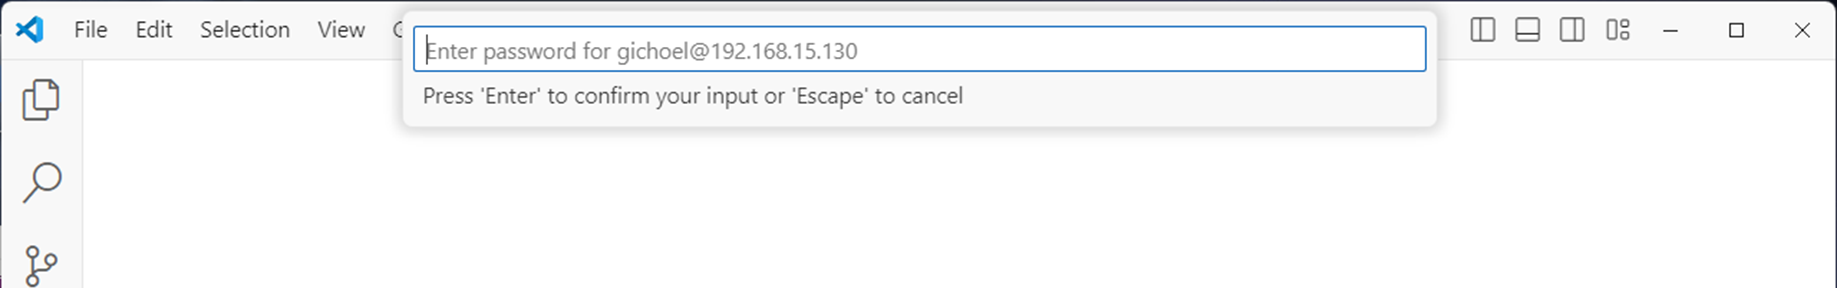 File Edit Selection View
Enter password for gichoel@192.168.15.130
Press 'Enter' to confirm your input or 'Escape' to cancel